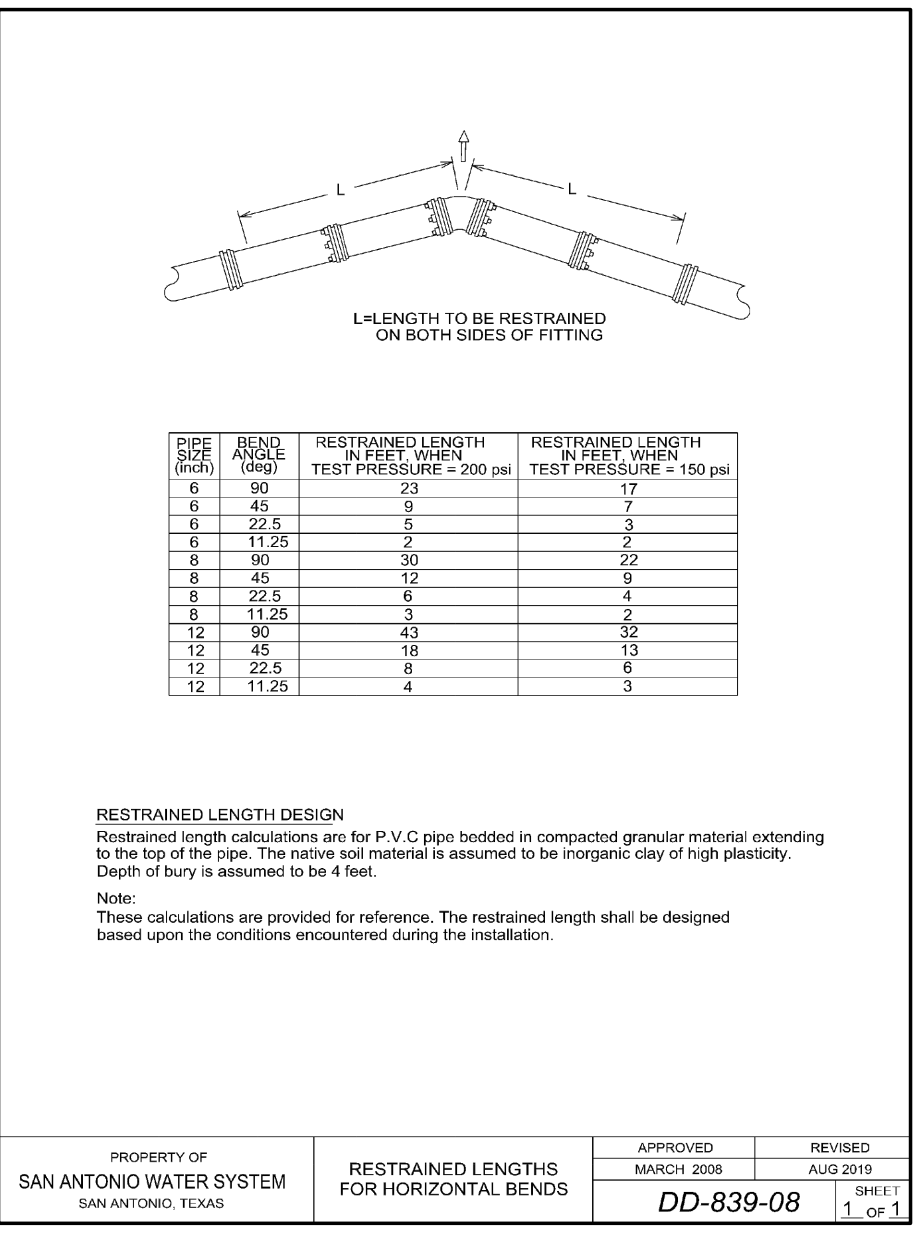 L
L
L=LENGTH TO BE RESTRAINED
ON BOTH SIDES OF FITTING
PIPE SIZE (inch) BEND ANGLE (deg) RESTRAINED LENGTH IN FEET, WHEN TEST PRESSURE = 200 psi RESTRAINED LENGTH IN FEET, WHEN TEST PRESSURE = 150 psi
6 90 23 17
6 45 9 7
6 22.5 5 3
6 11.25 2 2
8 90 30 22
8 45 12 9
8 22.5 6 4
8 11.25 3 2
12 90 43 32
12 45 18 13
12 22.5 8 6
12 11.25 4 3
RESTRAINED LENGTH DESIGN
Restrained length calculations are for P.V.C pipe bedded in compacted granular material extending
to the top of the pipe. The native soil material is assumed to be inorganic clay of high plasticity.
Depth of bury is assumed to be 4 feet.
Note:
These calculations are provided for reference. The restrained length shall be designed
based upon the conditions encountered during the installation.
PROPERTY OF
SAN ANTONIO WATER SYSTEM
SAN ANTONIO, TEXAS
RESTRAINED LENGTHS
FOR HORIZONTAL BENDS
APPROVED
MARCH 2008
REVISED
AUG 2019
DD-839-08
SHEET
1 OF 1